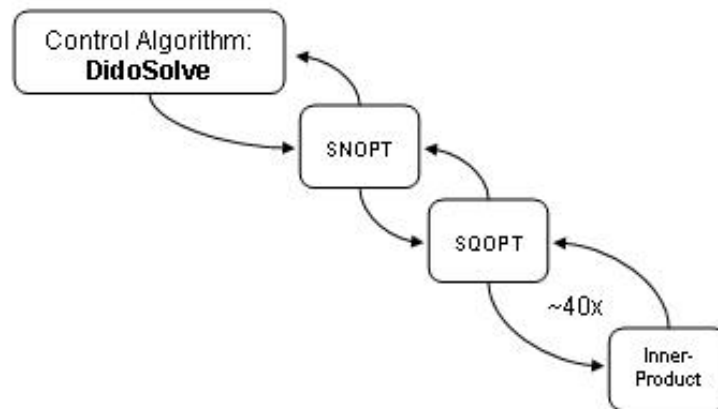 Control Algorithm:
DidoSolve
SNOPT
SQOPT
~40x
Inner-
Product